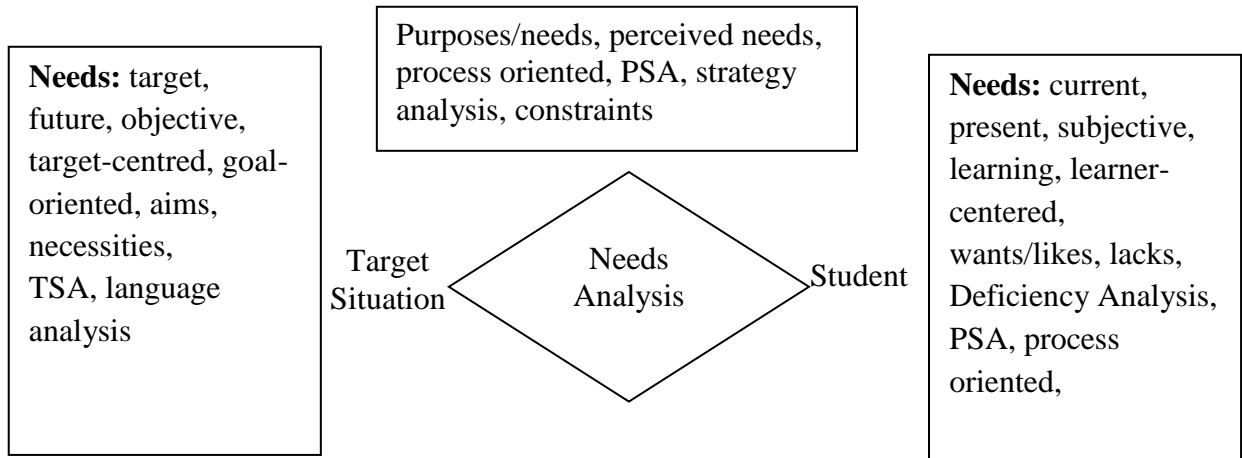 Purposes/needs, perceived needs,
process oriented, PSA, strategy
analysis, constraints
Needs: target,
future, objective,
target-centred, goal-
oriented, aims,
necessities,
TSA, language
analysis
Target
Situation
Needs
Analysis
Student
Needs: current,
present, subjective,
learning, learner-
centered,
wants/likes, lacks,
Deficiency Analysis,
PSA, process
oriented,